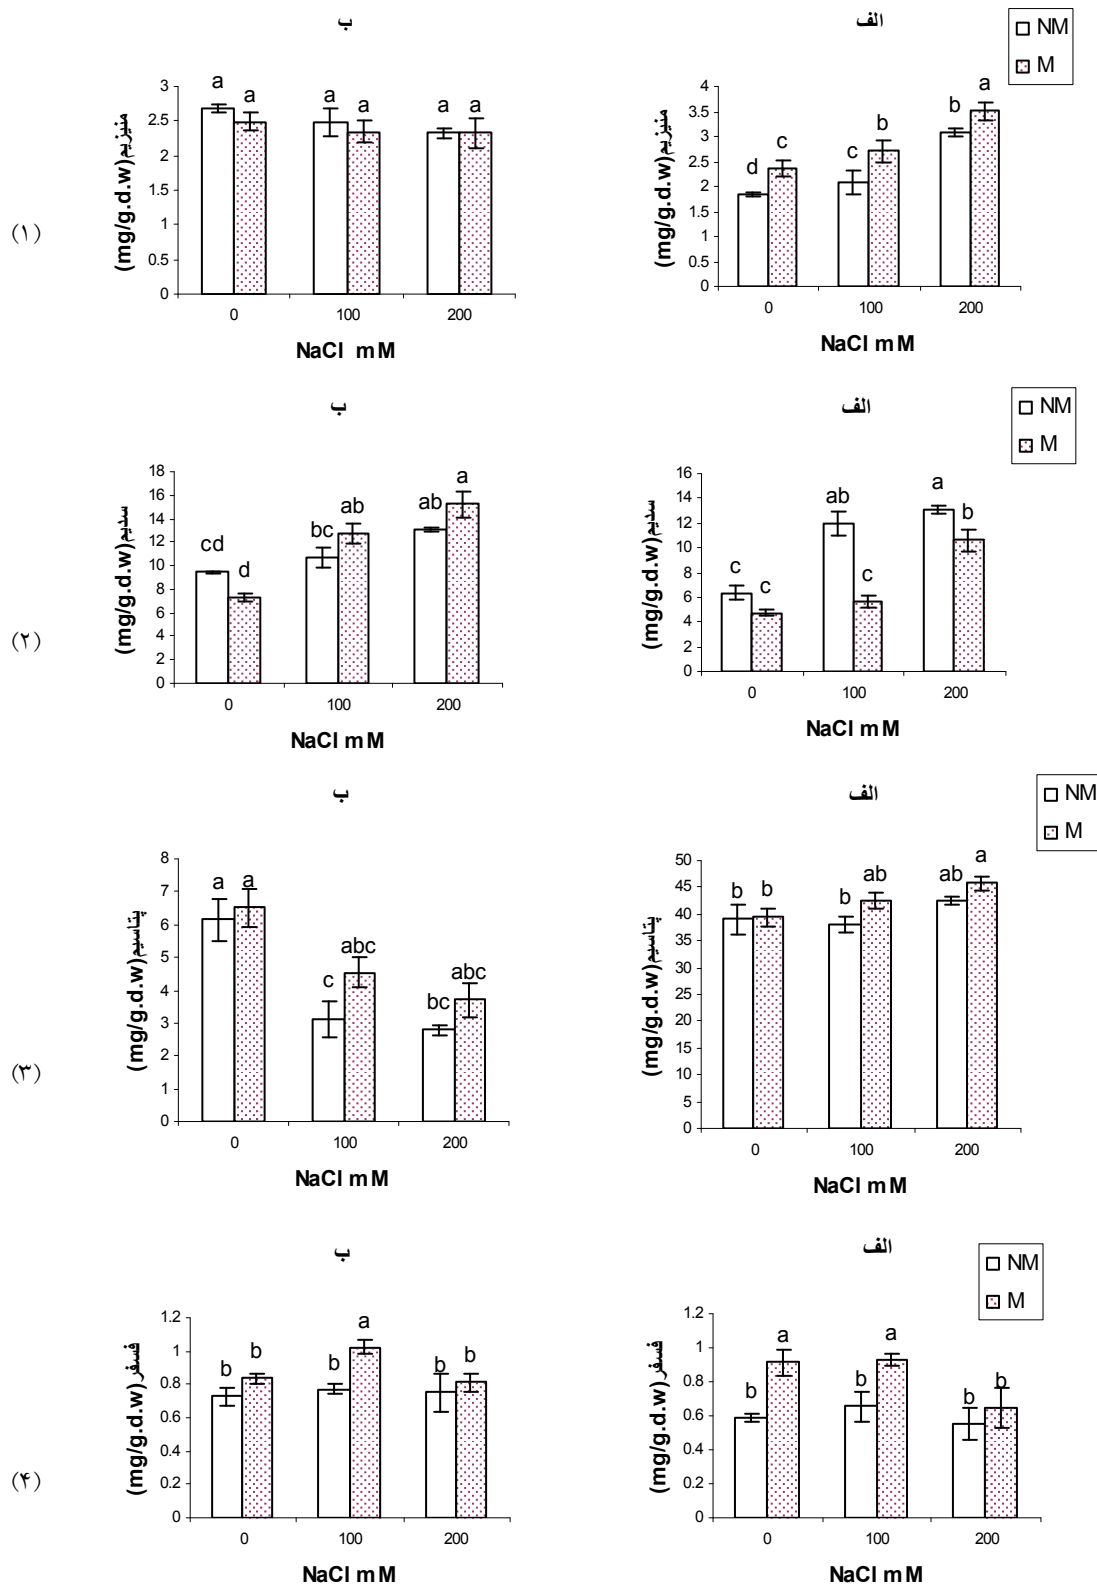 ب
الف
NM
M
(۱)
منیزیم(mg/g.d.w)
3
2.5
2
1.5
1
0.5
0
a a a a a a
0 100 200
NaCl mM
منیزیم(mg/g.d.w)
4
3.5
3
2.5
2
1.5
1
0.5
0
d c c b b a
0 100 200
NaCl mM
ب
الف
NM
M
(۲)
سدیم(mg/g.d.w)
18
16
14
12
10
8
6
4
2
0
cd d bc ab ab a
0 100 200
NaCl mM
سدیم(mg/g.d.w)
16
14
12
10
8
6
4
2
0
c c ab c a b
0 100 200
NaCl mM
ب
الف
NM
M
(۳)
پتاسیم(mg/g.d.w)
8
7
6
5
4
3
2
1
0
a a c abc bc abc
0 100 200
NaCl mM
پتاسیم(mg/g.d.w)
50
45
40
35
30
25
20
15
10
5
0
b b b ab ab a
0 100 200
NaCl mM
ب
الف
NM
M
(۴)
فسفر(mg/g.d.w)
1.2
1
0.8
0.6
0.4
0.2
0
b b b a b b
0 100 200
NaCl mM
فسفر(mg/g.d.w)
1.2
1
0.8
0.6
0.4
0.2
0
b a b a b b
0 100 200
NaCl mM